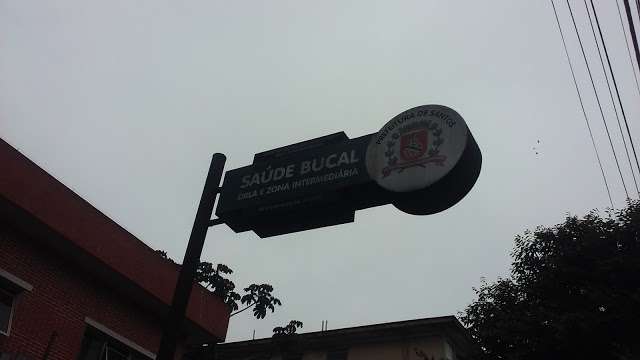 SAÚDE BUCAL
ORLA E ZONA INTERMEDIÁRIA
PREFEITURA DE SANTOS